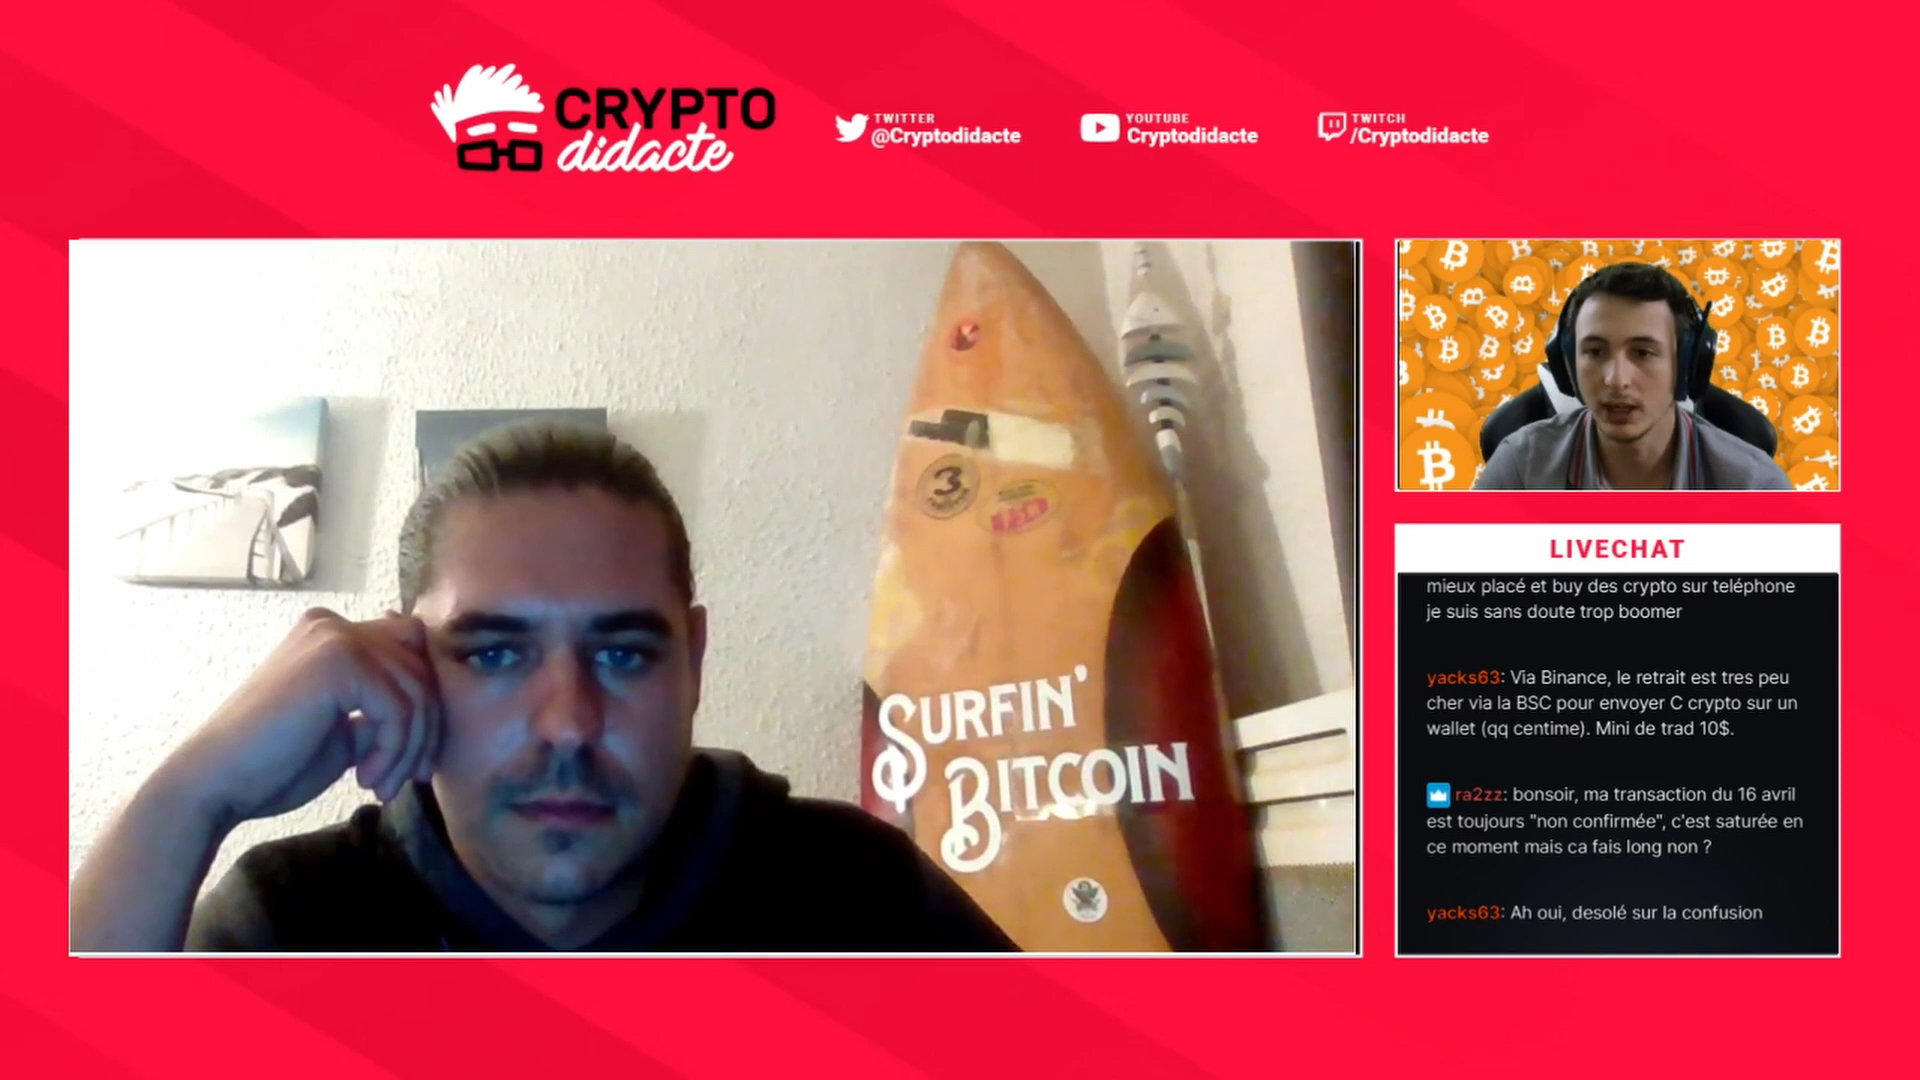 CRYPTO
didacte
TWITTER
@Cryptodidacte
YOUTUBE
Cryptodidacte
TWITCH
/Cryptodidacte
3
SURFIN'
BITCOIN
LIVECHAT
mieux placé et buy des crypto sur teléphone
je suis sans doute trop boomer
yacks63: Via Binance, le retrait est tres peu
cher via la BSC pour envoyer C crypto sur un
wallet (qq centime). Mini de trad 10$.
ra2zz: bonsoir, ma transaction du 16 avril
est toujours "non confirmée", c'est saturée en
ce moment mais ca fais long non ?
yacks63: Ah oui, desolé sur la confusion